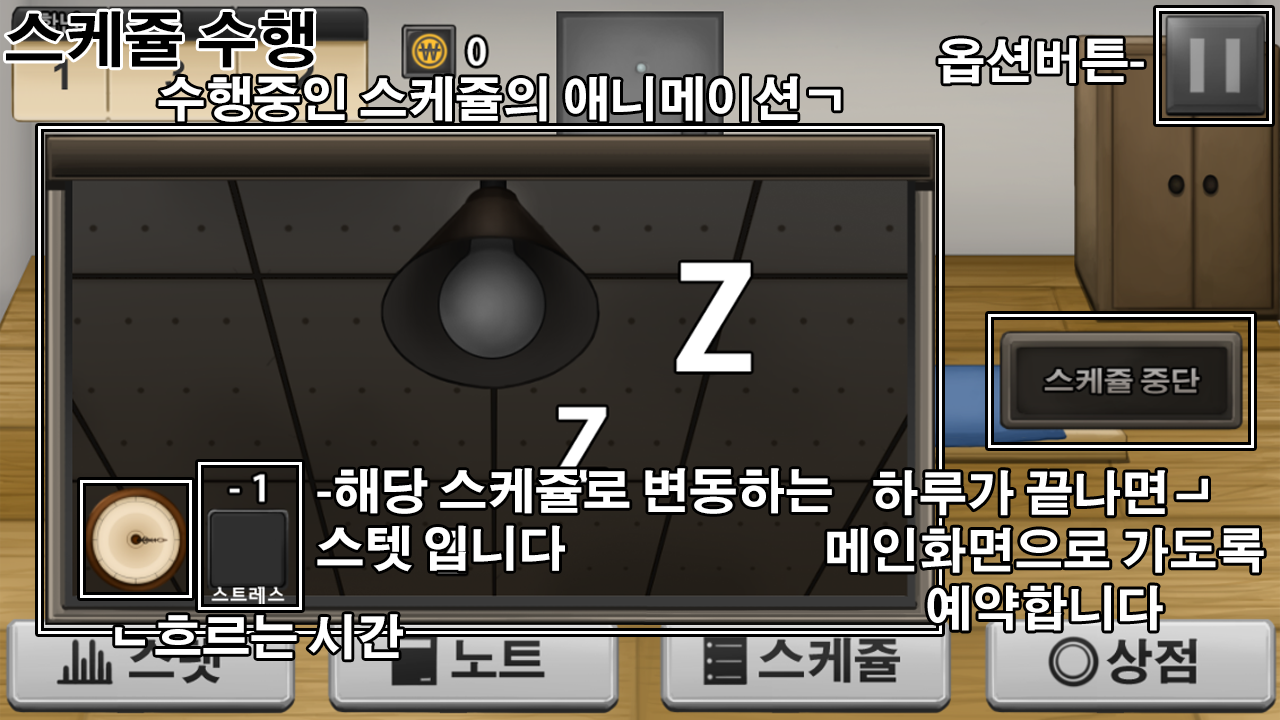 스케쥴 수행
1
0
옵션버튼-
수행중인 스케쥴의 애니메이션ㄱ
Z
Z
스케쥴 중단
-1
스트레스
-해당 스케쥴로 변동하는
스텟 입니다
하루가 끝나면┘
메인화면으로 가도록
예약합니다
ㄴ흐르는 시간
스탯
노트
스케쥴
상점